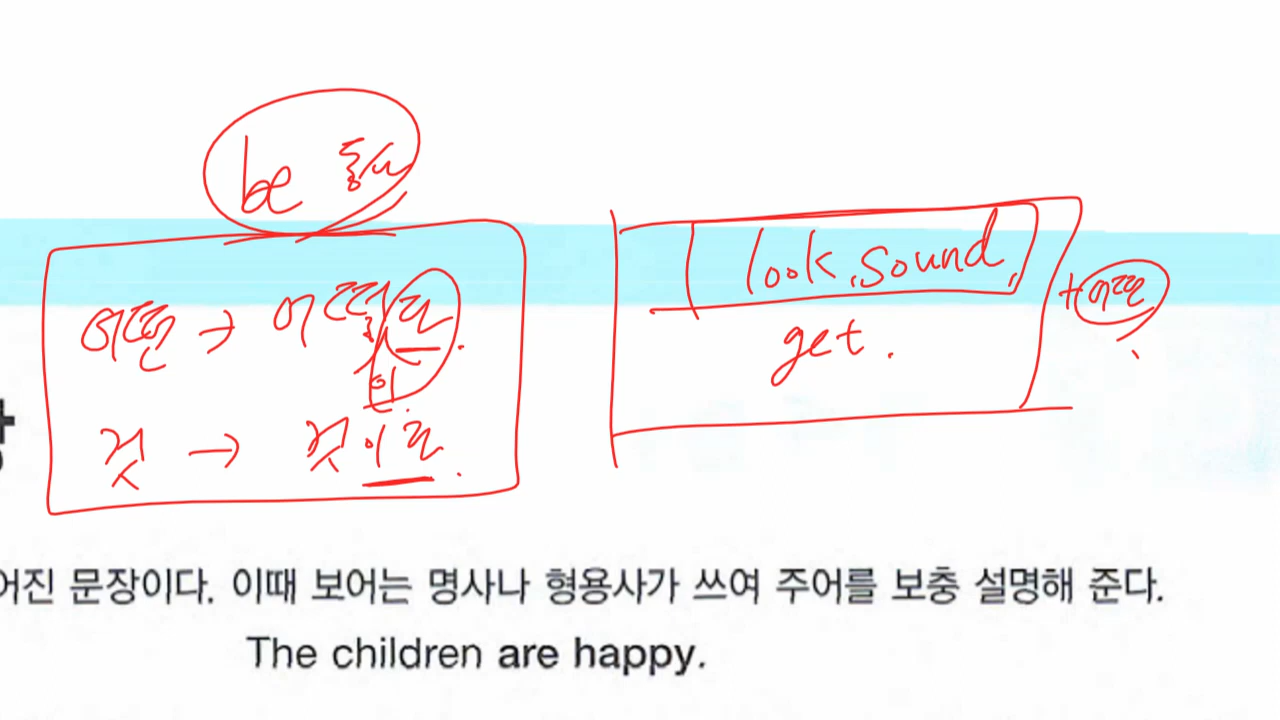 be 동사
look, sound,
어떤 → 어떻다.
+ 어떤
get.
인
것 → 것이다.
어진 문장이다. 이때 보어는 명사나 형용사가 쓰여 주어를 보충 설명해 준다.
The children are happy.